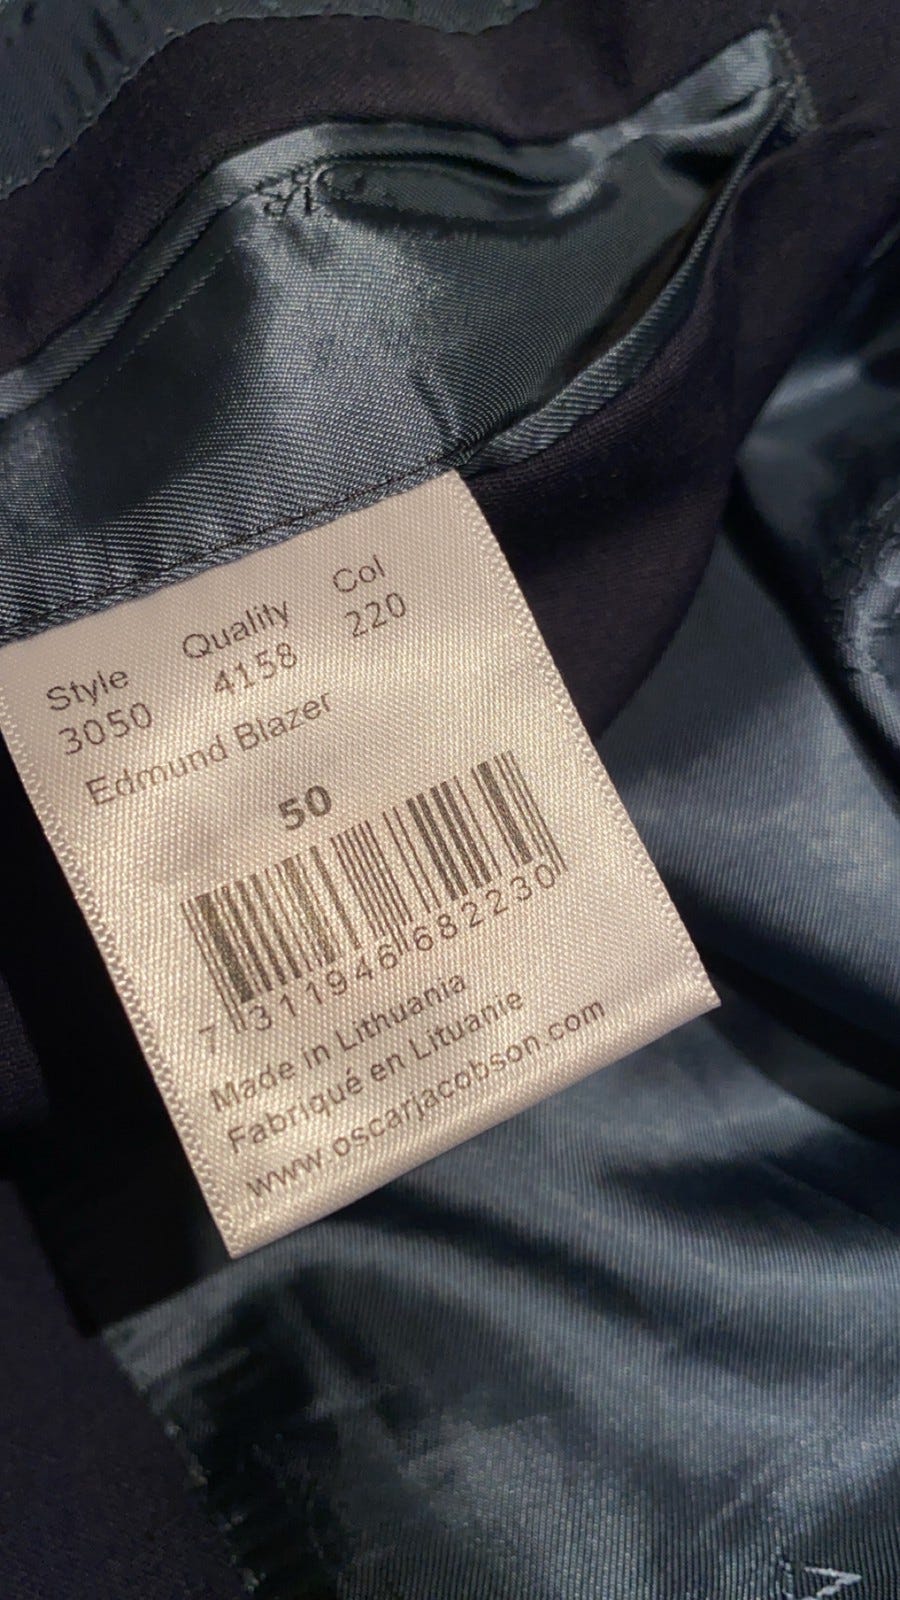 Style Quality Col
3050 4158 220
Edmund Blazer
50
7 311946 682230
Made in Lithuania
Fabriqué en Lituanie
www.oscarjacobson.com